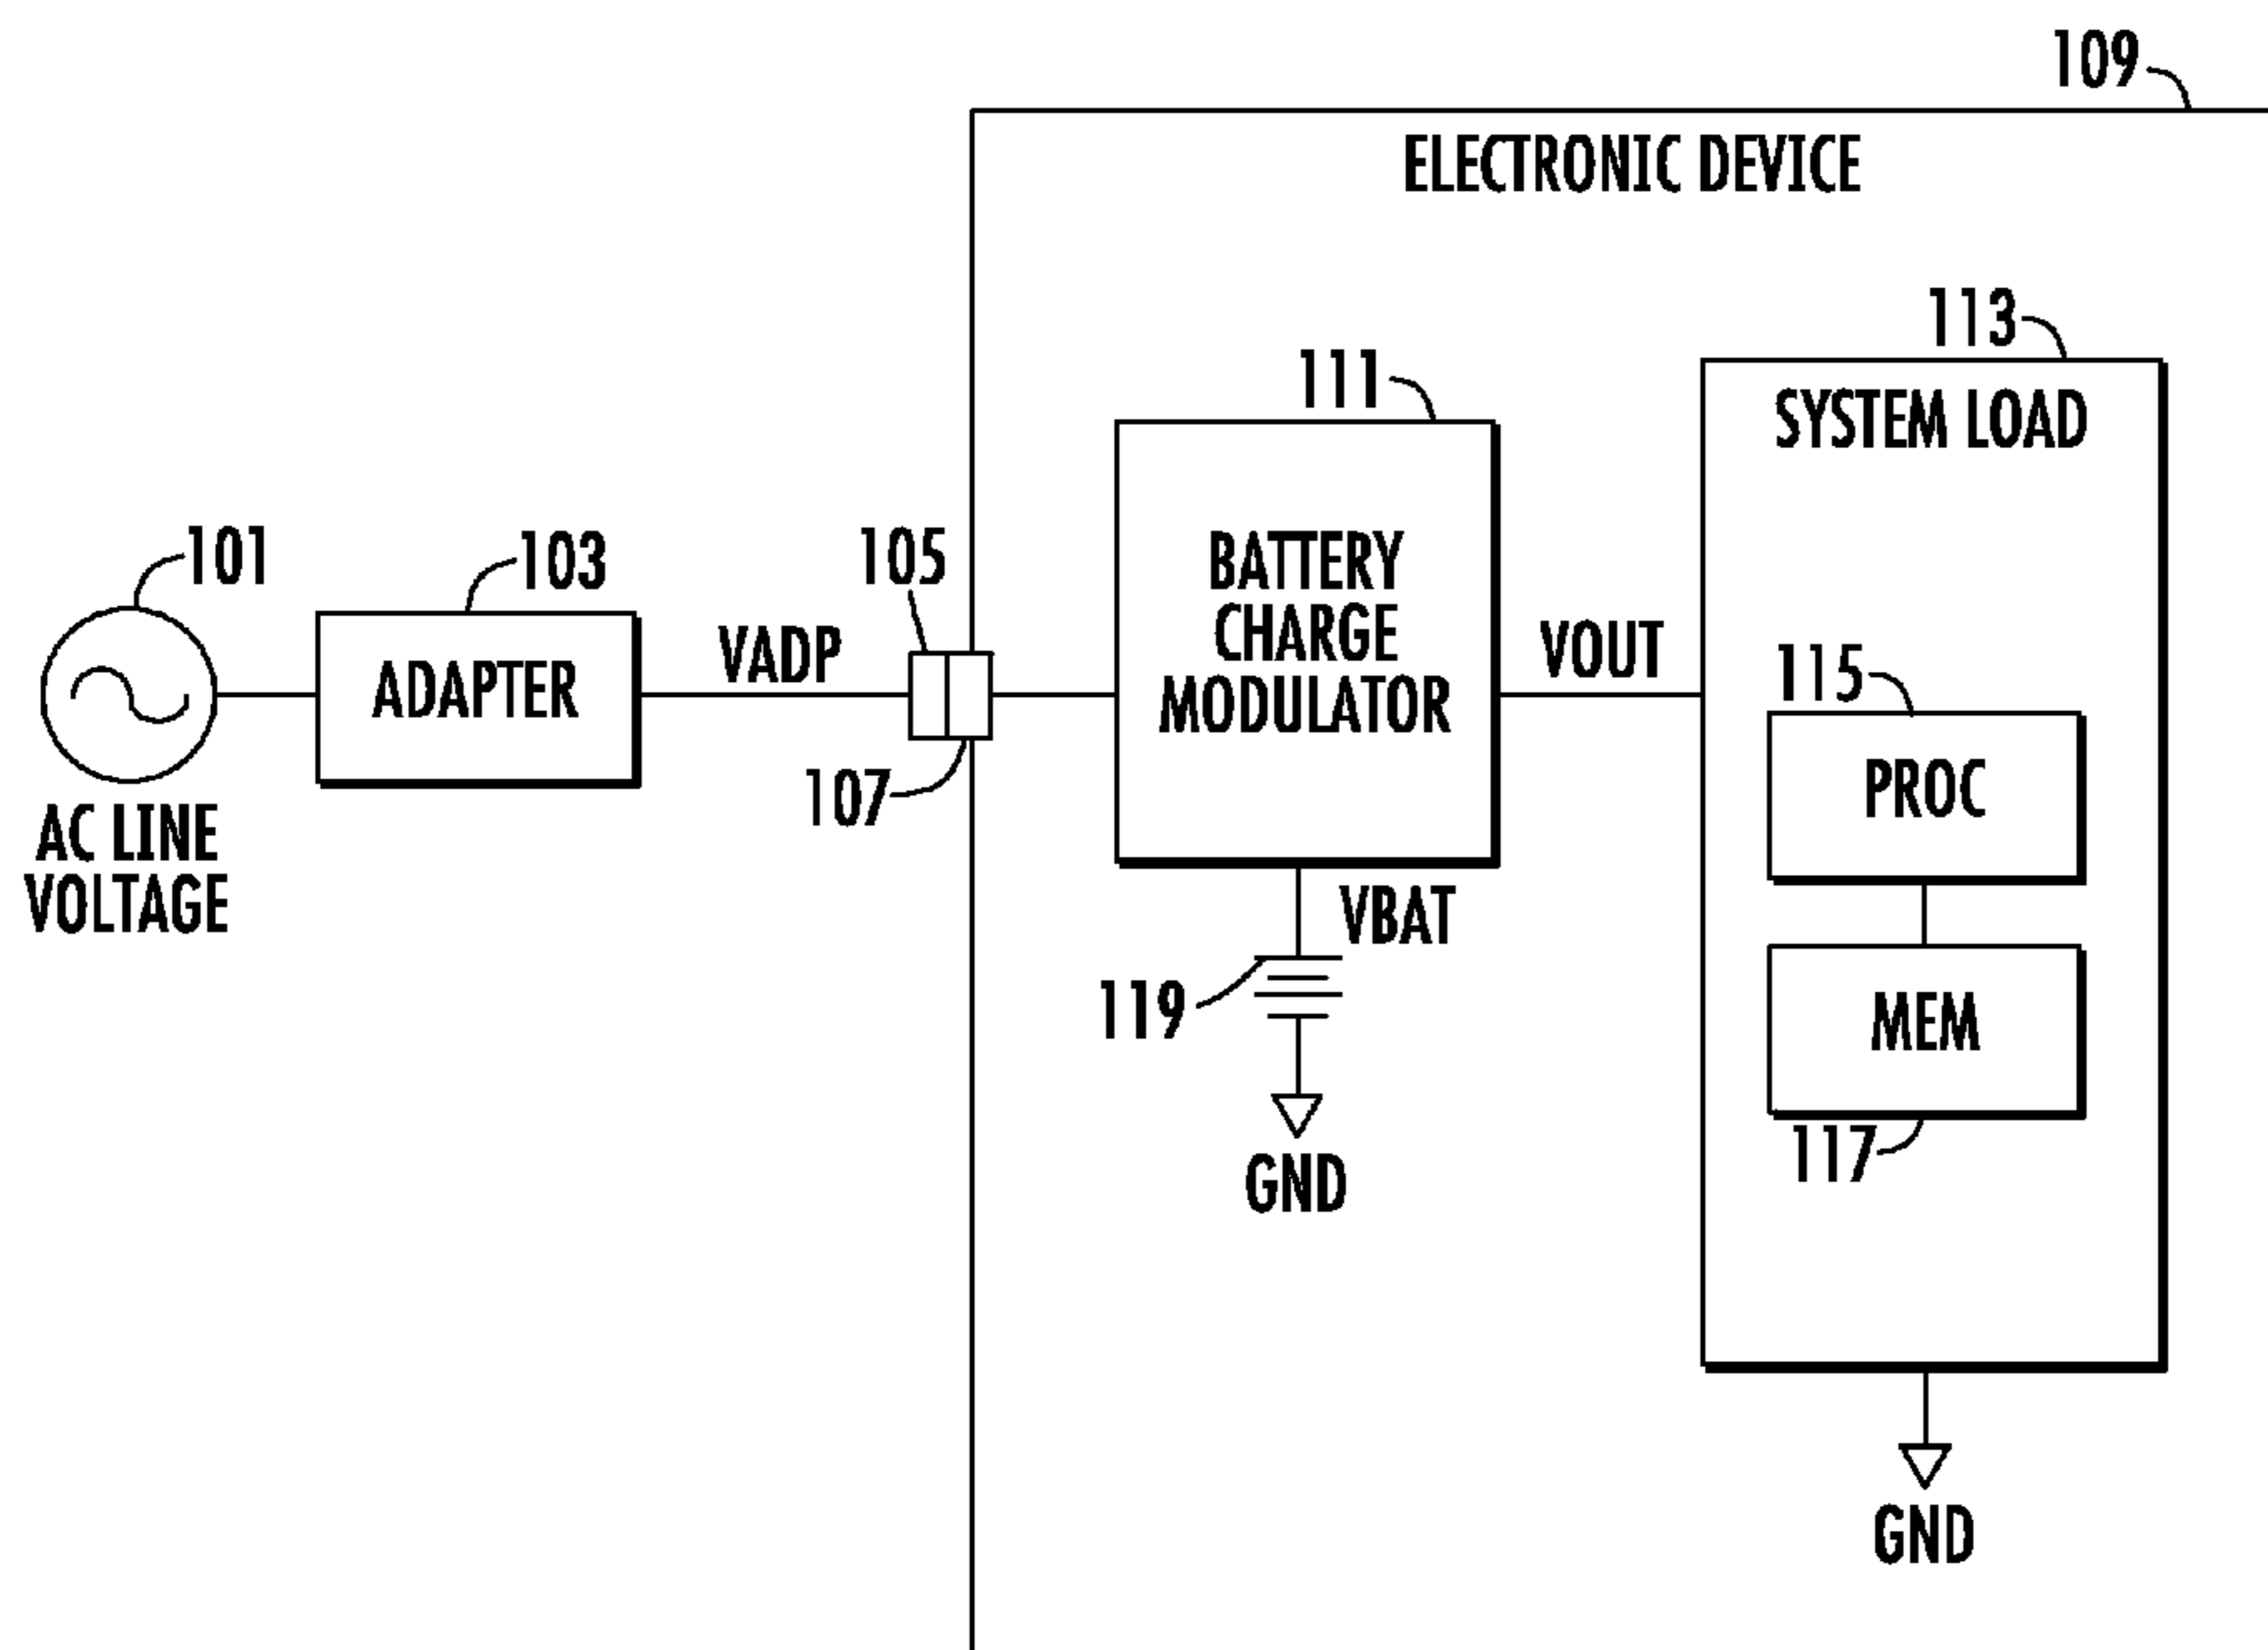 109
ELECTRONIC DEVICE
113
SYSTEM LOAD
111
BATTERY
CHARGE
MODULATOR
101
103
105
ADAPTER
VADP
VOUT
115
PROC
107
AC LINE
VOLTAGE
VBAT
119
MEM
117
GND
GND